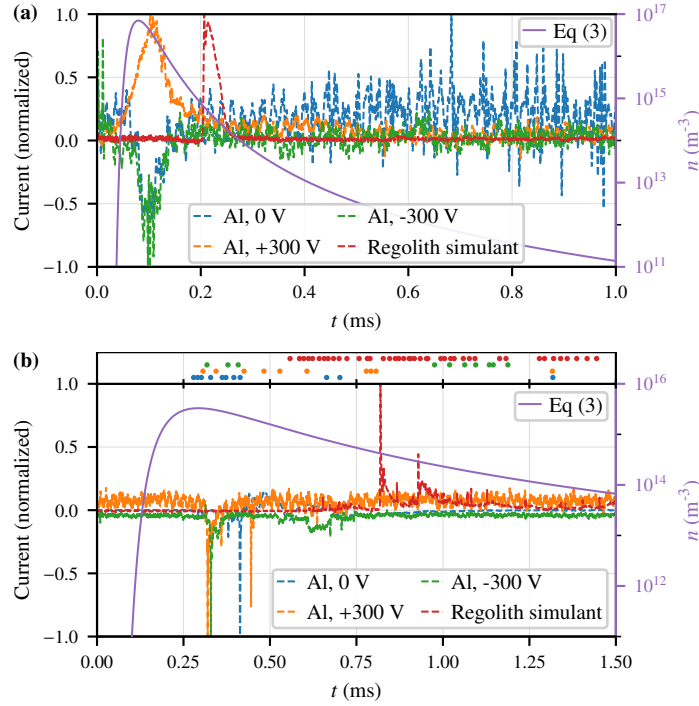 (a)
1.0
0.5
0.0
−0.5
−1.0
Current (normalized)
Eq (3)
10^17
10^15
10^13
10^11
n (m^-3)
Al, 0 V
Al, -300 V
Al, +300 V
Regolith simulant
0.0 0.2 0.4 0.6 0.8 1.0
t (ms)
(b)
1.0
0.5
0.0
−0.5
−1.0
Current (normalized)
Eq (3)
10^16
10^14
10^12
n (m^-3)
Al, 0 V
Al, -300 V
Al, +300 V
Regolith simulant
0.00 0.25 0.50 0.75 1.00 1.25 1.50
t (ms)